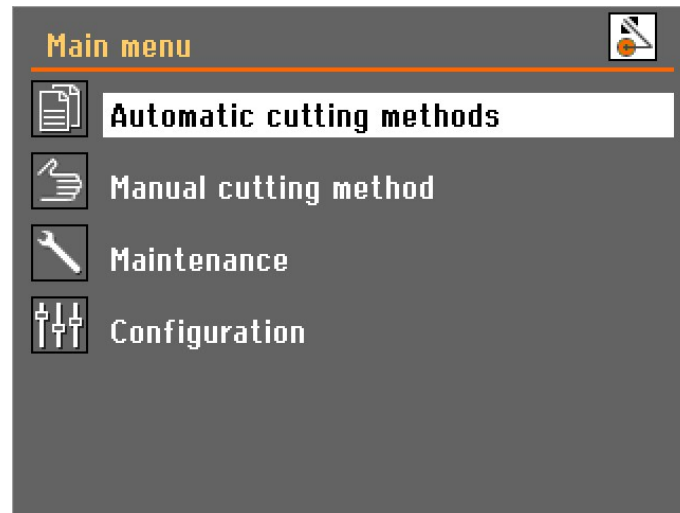 Main menu
Automatic cutting methods
Manual cutting method
Maintenance
Configuration